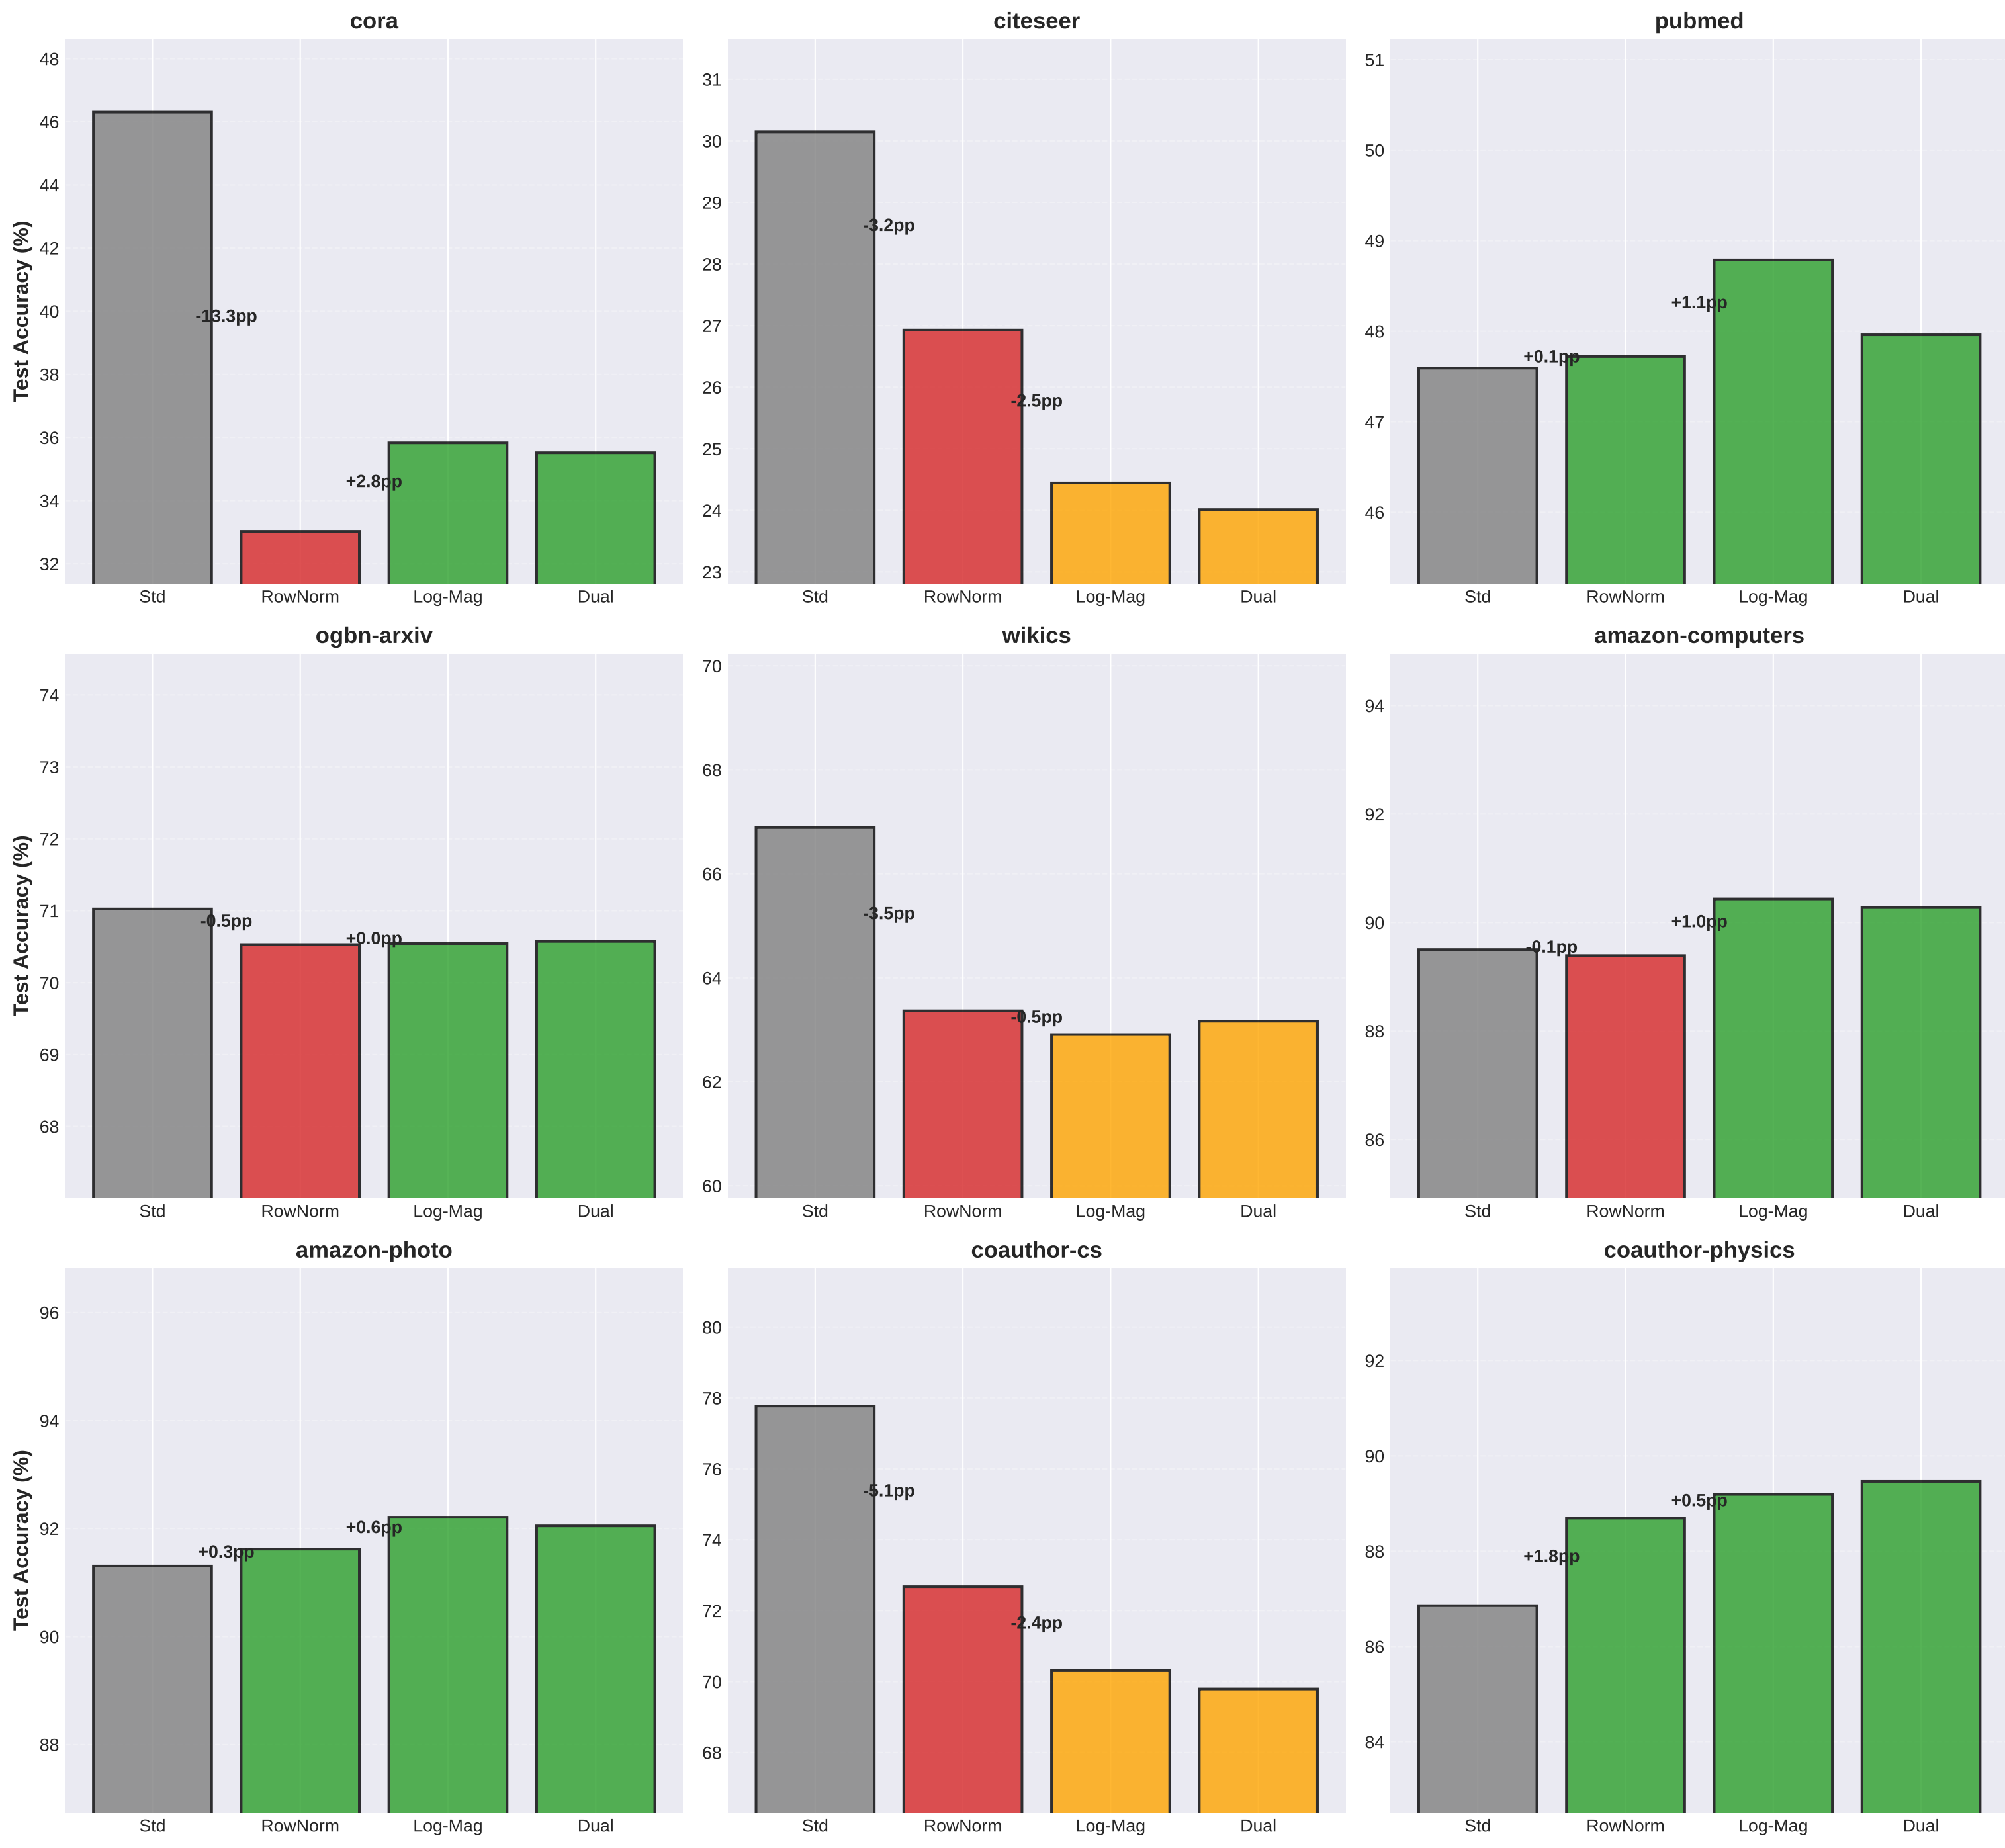 cora
Test Accuracy (%)
48
46
44
42
40
38
36
34
32
-13.3pp
+2.8pp
Std RowNorm Log-Mag Dual
citeseer
31
30
29
28
27
26
25
24
23
-3.2pp
-2.5pp
Std RowNorm Log-Mag Dual
pubmed
51
50
49
48
47
46
+0.1pp
+1.1pp
Std RowNorm Log-Mag Dual
ogbn-arxiv
Test Accuracy (%)
74
73
72
71
70
69
68
-0.5pp
+0.0pp
Std RowNorm Log-Mag Dual
wikics
70
68
66
64
62
60
-3.5pp
-0.5pp
Std RowNorm Log-Mag Dual
amazon-computers
94
92
90
88
86
-0.1pp
+1.0pp
Std RowNorm Log-Mag Dual
amazon-photo
Test Accuracy (%)
96
94
92
90
88
+0.3pp
+0.6pp
Std RowNorm Log-Mag Dual
coauthor-cs
80
78
76
74
72
70
68
-5.1pp
-2.4pp
Std RowNorm Log-Mag Dual
coauthor-physics
92
90
88
86
84
+1.8pp
+0.5pp
Std RowNorm Log-Mag Dual